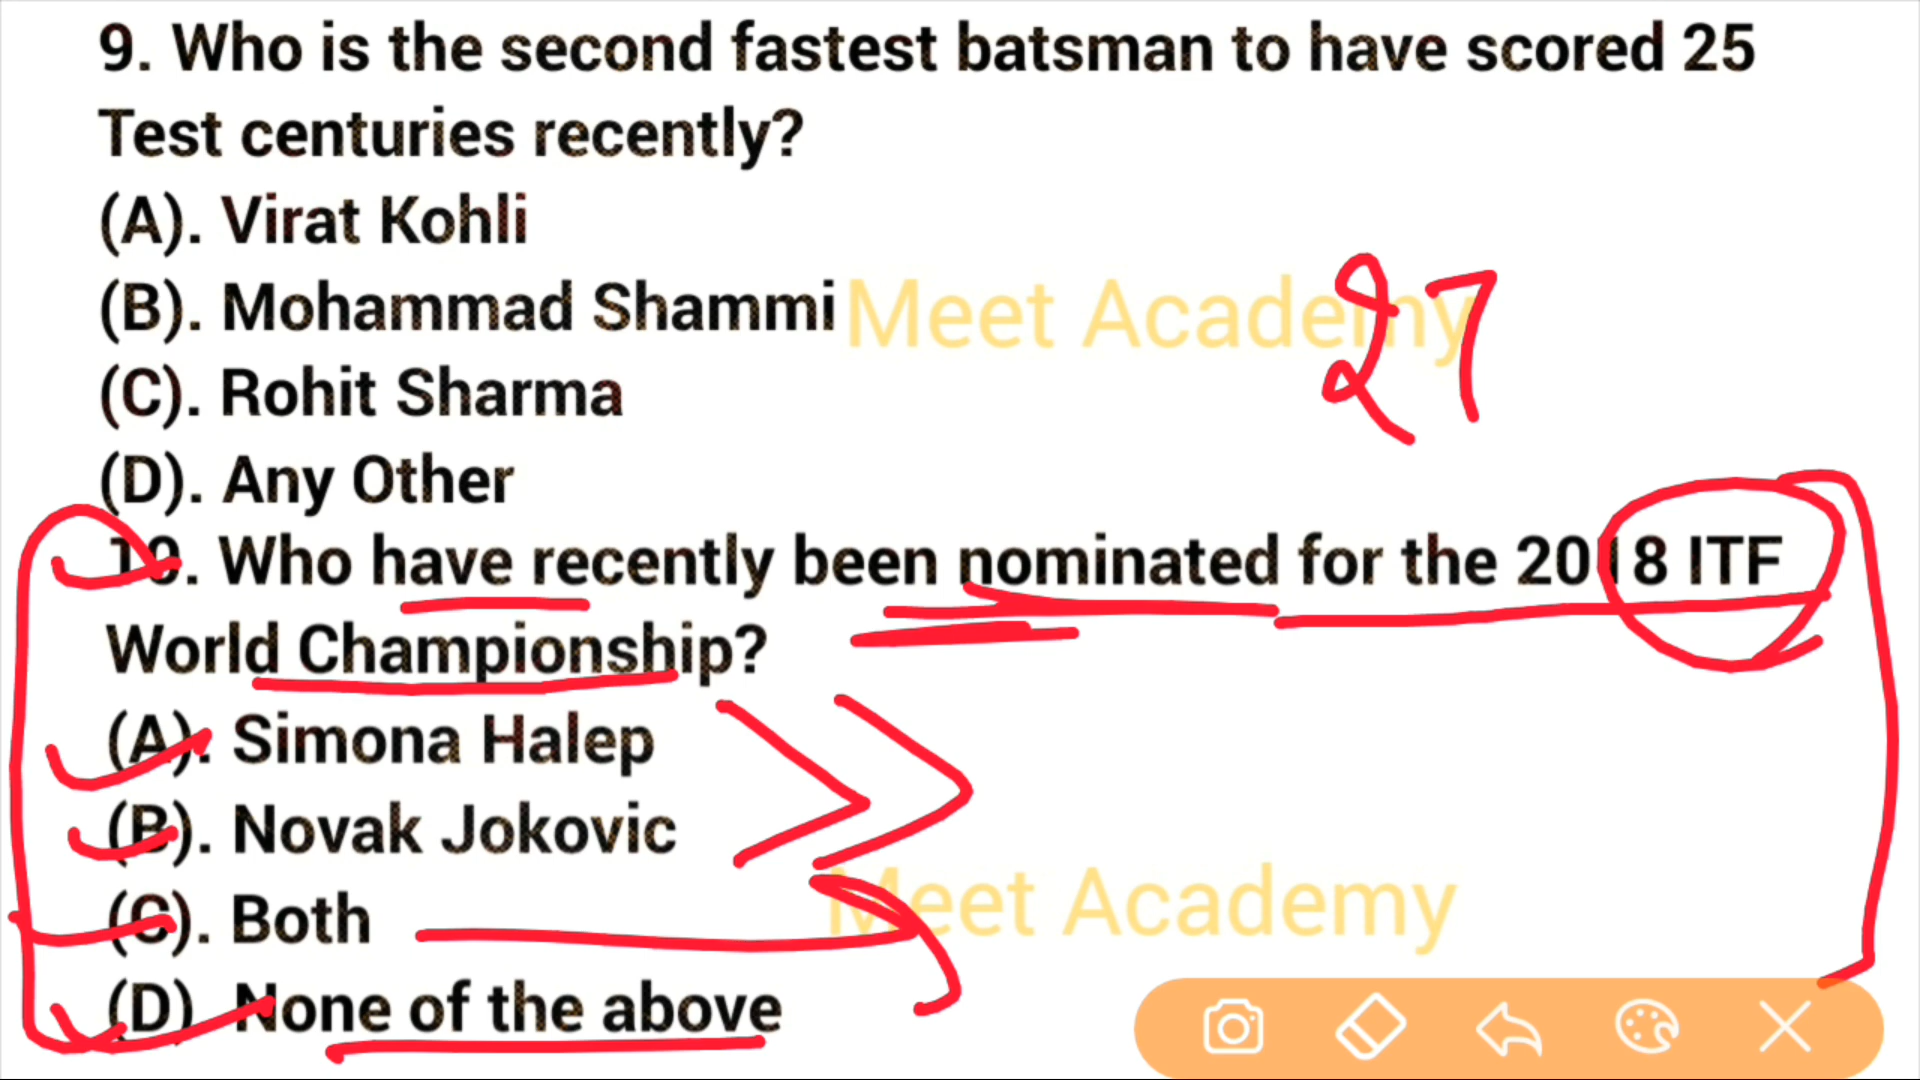 9. Who is the second fastest batsman to have scored 25
Test centuries recently?
(A). Virat Kohli
(B). Mohammad Shammi
Meet Academy
27
(C). Rohit Sharma
(D). Any Other
10. Who have recently been nominated for the 2018 ITF
World Championship?
(A). Simona Halep
(B). Novak Jokovic
(C). Both
Meet Academy
(D). None of the above